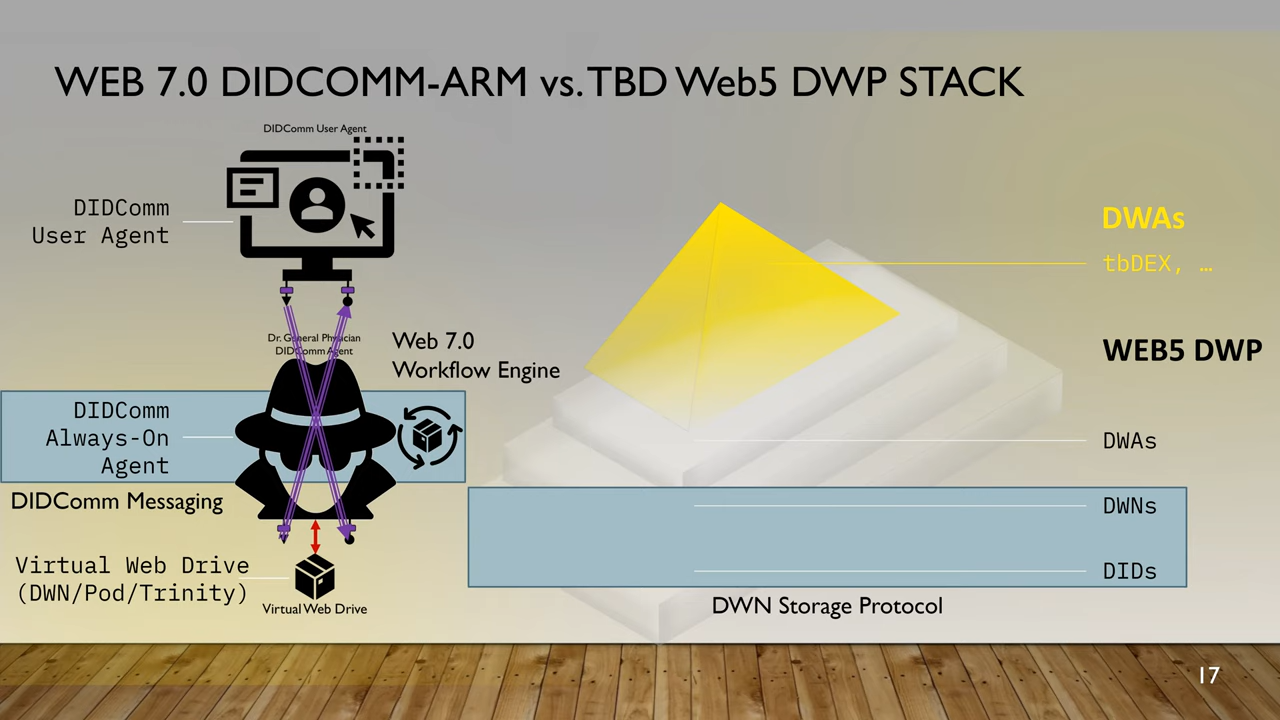 WEB 7.0 DIDCOMM-ARM vs. TBD Web5 DWP STACK
DIDComm User Agent
DIDComm
User Agent
Dr. General Physician
DIDComm Agent
Web 7.0
Workflow Engine
DIDComm
Always-On
Agent
DIDComm Messaging
Virtual Web Drive
(DWN/Pod/Trinity)
Virtual Web Drive
DWAs
tbDEX, …
WEB5 DWP
DWAs
DWNs
DIDs
DWN Storage Protocol
17